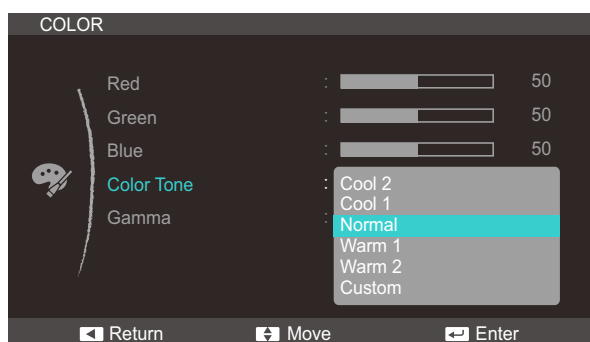 COLOR
Red : 50
Green : 50
Blue : 50
Color Tone : Cool 2
Cool 1
Gamma : Normal
Warm 1
Warm 2
Custom
Return Move Enter